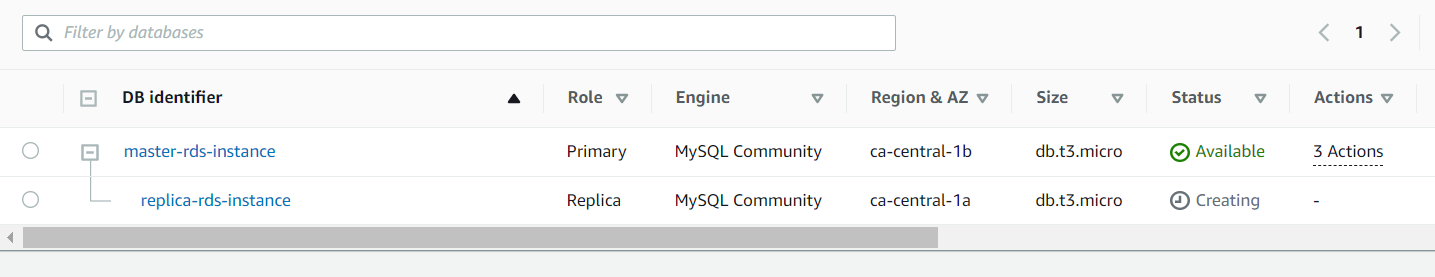 Filter by databases
1
DB identifier Role Engine Region & AZ Size Status Actions
master-rds-instance Primary MySQL Community ca-central-1b db.t3.micro Available 3 Actions
replica-rds-instance Replica MySQL Community ca-central-1a db.t3.micro Creating -